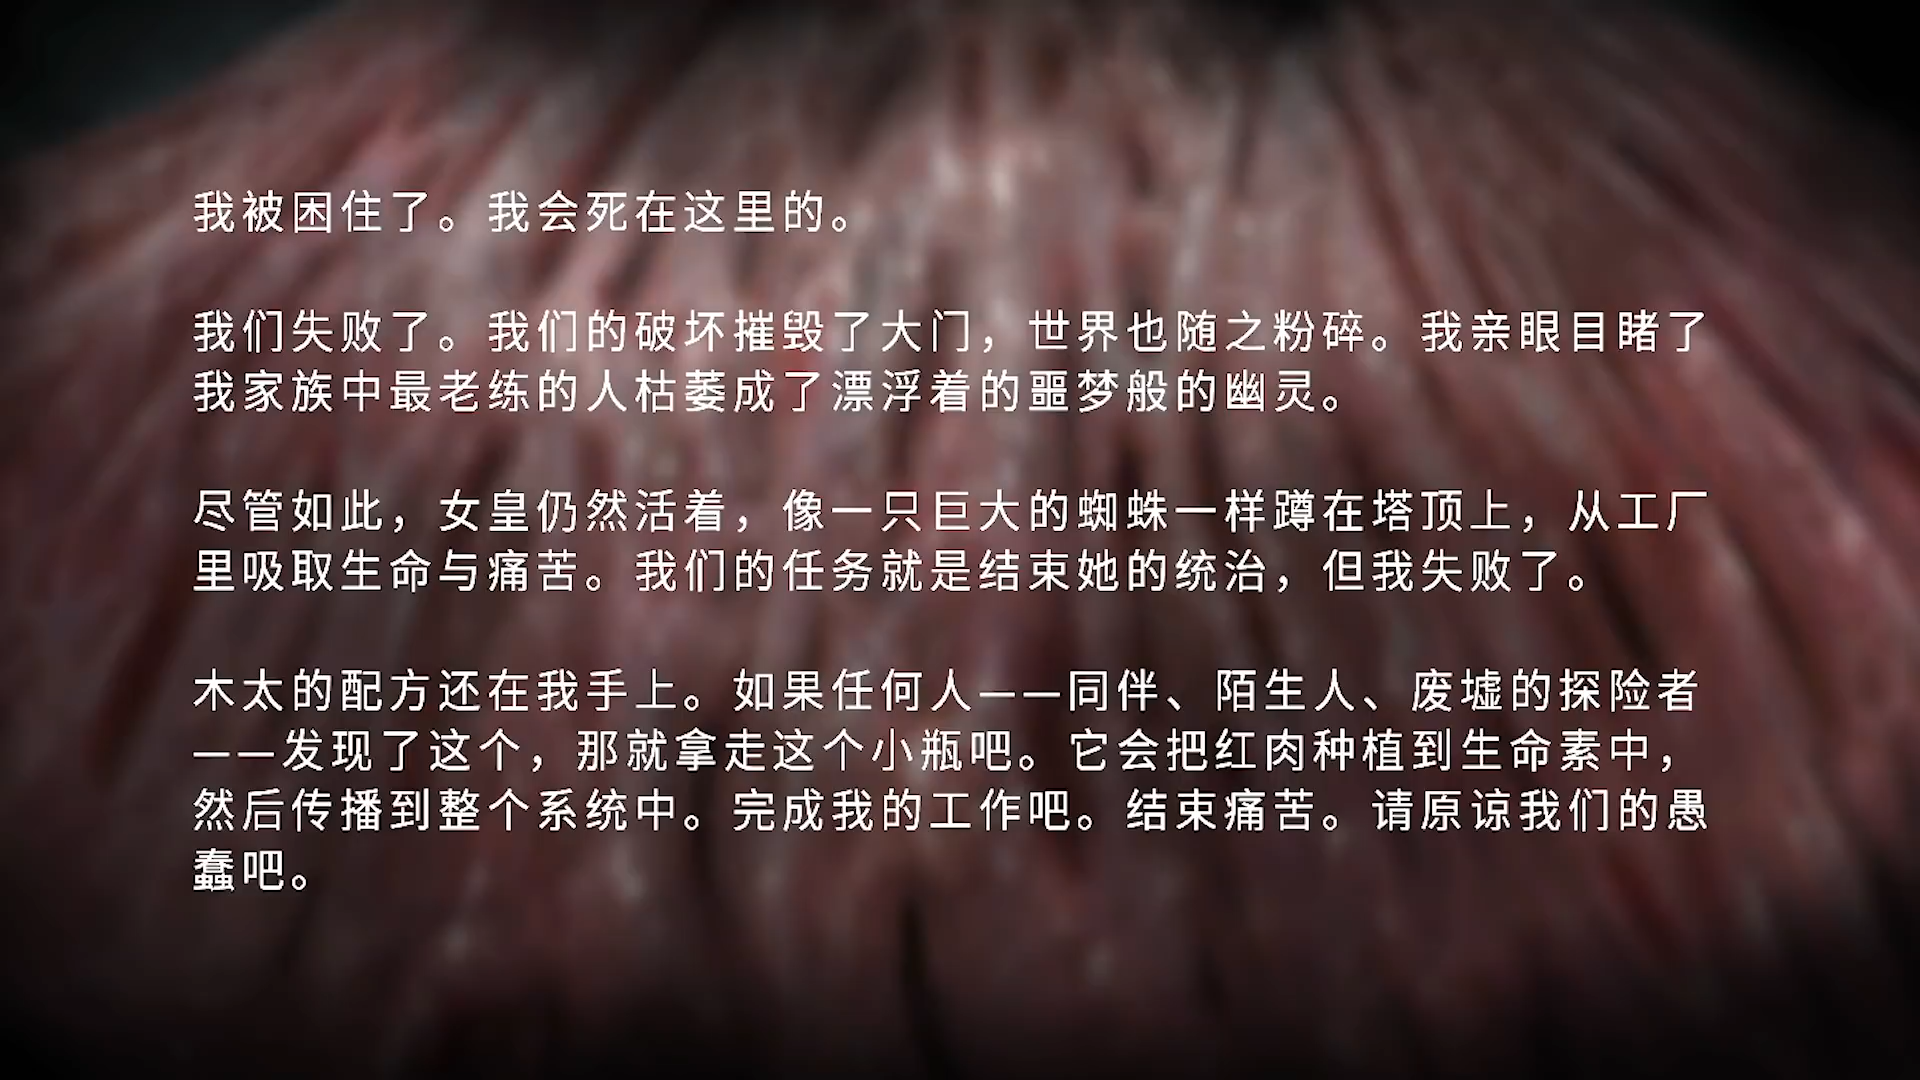 我被困住了。我会死在这里的。
我们失败了。我们的破坏摧毁了大门，世界也随之粉碎。我亲眼目睹了
我家族中最老练的人枯萎成了漂浮着的噩梦般的幽灵。
尽管如此，女皇仍然活着，像一只巨大的蜘蛛一样蹲在塔顶上，从工厂
里吸取生命与痛苦。我们的任务就是结束她的统治，但我失败了。
木太的配方还在我手上。如果任何人——同伴、陌生人、废墟的探险者
——发现了这个，那就拿走这个小瓶吧。它会把红肉种植到生命素中，
然后传播到整个系统中。完成我的工作吧。结束痛苦。请原谅我们的愚
蠢吧。